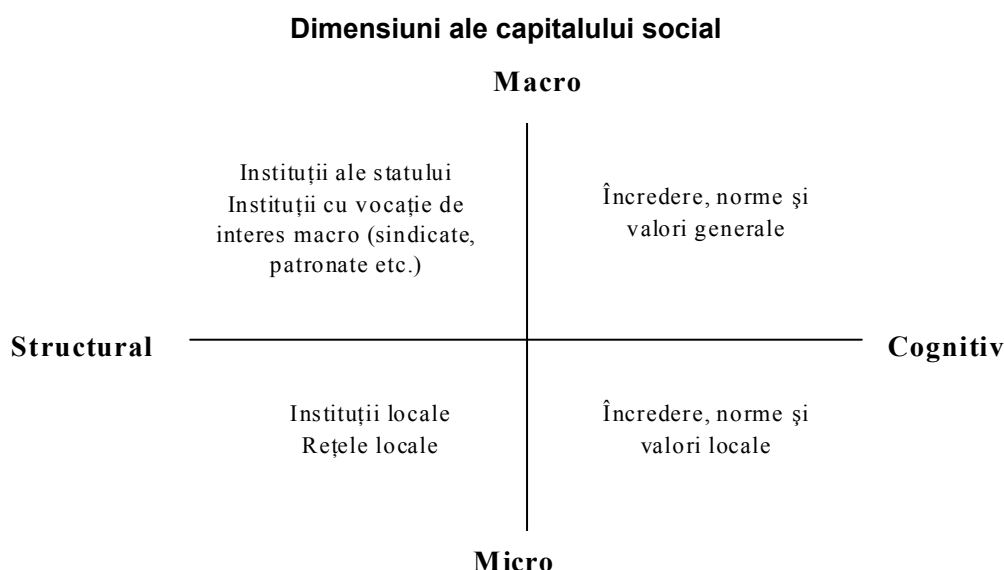 Dimensiuni ale capitalului social
Macro
Instituții ale statului
Instituții cu vocație de
interes macro (sindicate,
patronate etc.)
Încredere, norme şi
valori generale
Structural
Cognitiv
Instituții locale
Rețele locale
Încredere, norme şi
valori locale
Micro